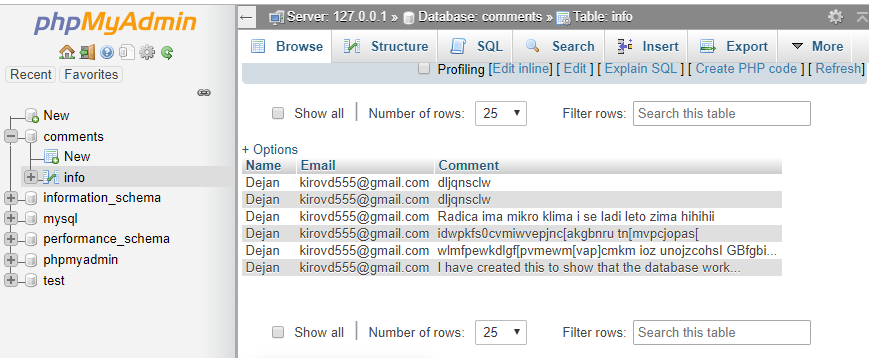 phpMyAdmin
Recent Favorites
New
comments
New
info
information_schema
mysql
performance_schema
phpmyadmin
test
Server: 127.0.0.1 » Database: comments » Table: info
Browse Structure SQL Search Insert Export More
Profiling [Edit inline] [ Edit ] [ Explain SQL ] [ Create PHP code ] [ Refresh]
Show all Number of rows: 25 Filter rows: Search this table
+ Options
Name Email Comment
Dejan kirovd555@gmail.com dljqnsclw
Dejan kirovd555@gmail.com dljqnsclw
Dejan kirovd555@gmail.com Radica ima mikro klima i se ladi leto zima hihihii
Dejan kirovd555@gmail.com idwpkfs0cvmiwvepjnc[akgbnru tn[mvpcjopas[
Dejan kirovd555@gmail.com wlmfpewkdlgf[pvmewm[vap]cmkm ioz unojzcohsI GBfgbi...
Dejan kirovd555@gmail.com I have created this to show that the database work...
Show all Number of rows: 25 Filter rows: Search this table